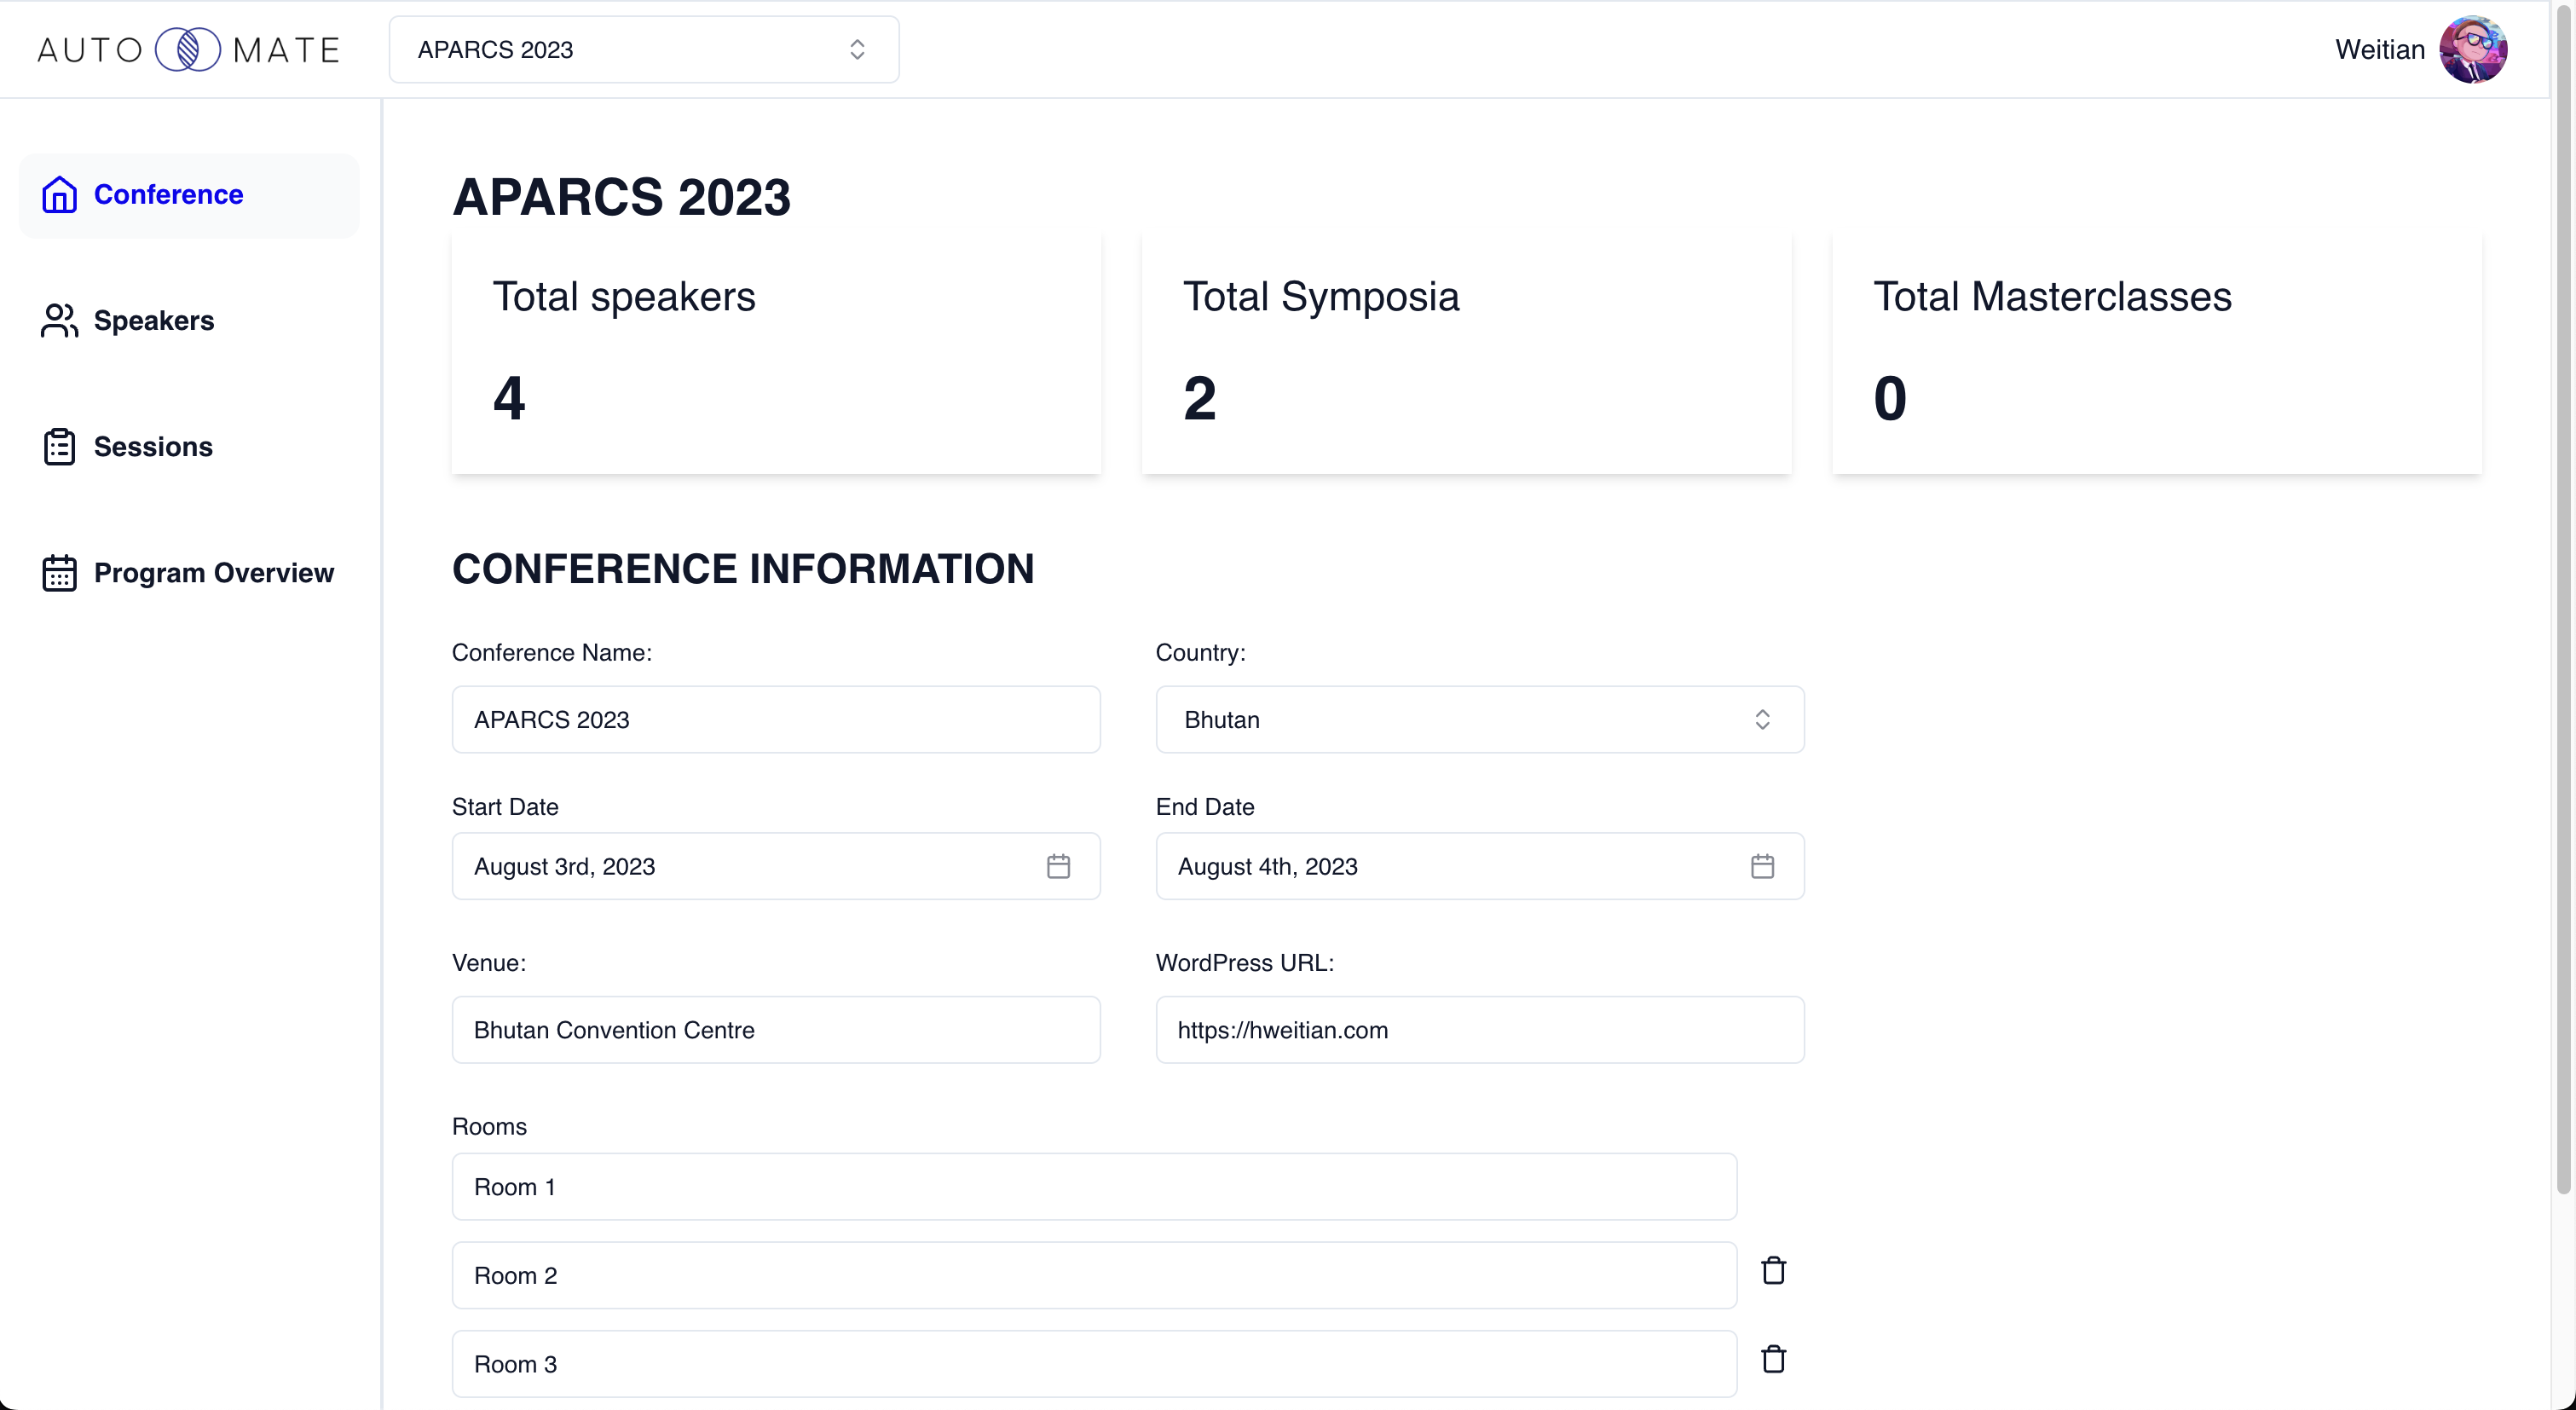 AUTO MATE
APARCS 2023
Weitian
Conference
Speakers
Sessions
Program Overview
APARCS 2023
Total speakers
4
Total Symposia
2
Total Masterclasses
0
CONFERENCE INFORMATION
Conference Name:
APARCS 2023
Country:
Bhutan
Start Date
August 3rd, 2023
End Date
August 4th, 2023
Venue:
Bhutan Convention Centre
WordPress URL:
https://hweitian.com
Rooms
Room 1
Room 2
Room 3